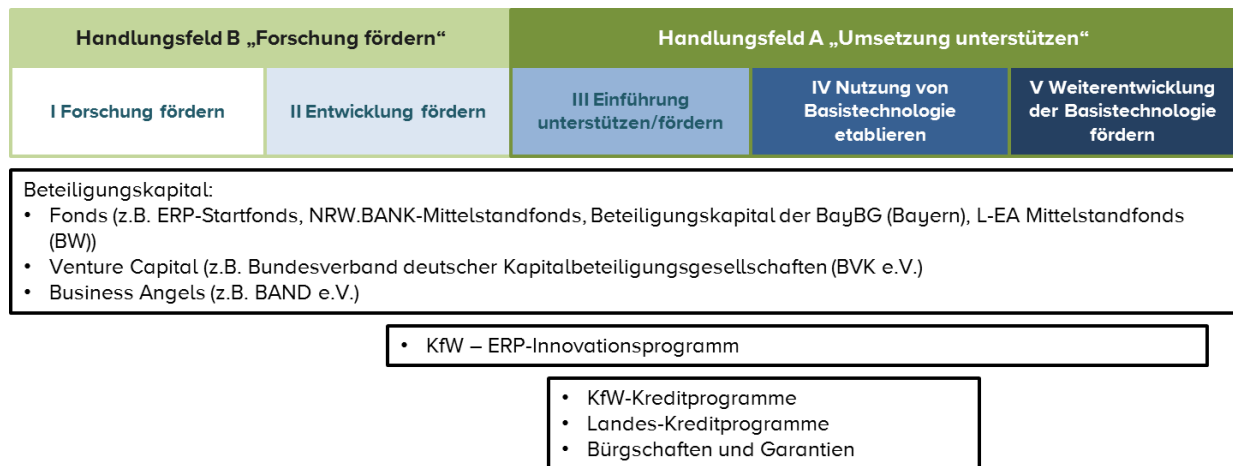 Handlungsfeld B „Forschung fördern“
Handlungsfeld A „Umsetzung unterstützen“
I Forschung fördern
II Entwicklung fördern
III Einführung
unterstützen/fördern
IV Nutzung von
Basistechnologie
etablieren
V Weiterentwicklung
der Basistechnologie
fördern
Beteiligungskapital:
• Fonds (z.B. ERP-Startfonds, NRW.BANK-Mittelstandfonds, Beteiligungskapital der BayBG (Bayern), L-EA Mittelstandfonds
(BW))
• Venture Capital (z.B. Bundesverband deutscher Kapitalbeteiligungsgesellschaften (BVK e.V.)
• Business Angels (z.B. BAND e.V.)
• KfW – ERP-Innovationsprogramm
• KfW-Kreditprogramme
• Landes-Kreditprogramme
• Bürgschaften und Garantien